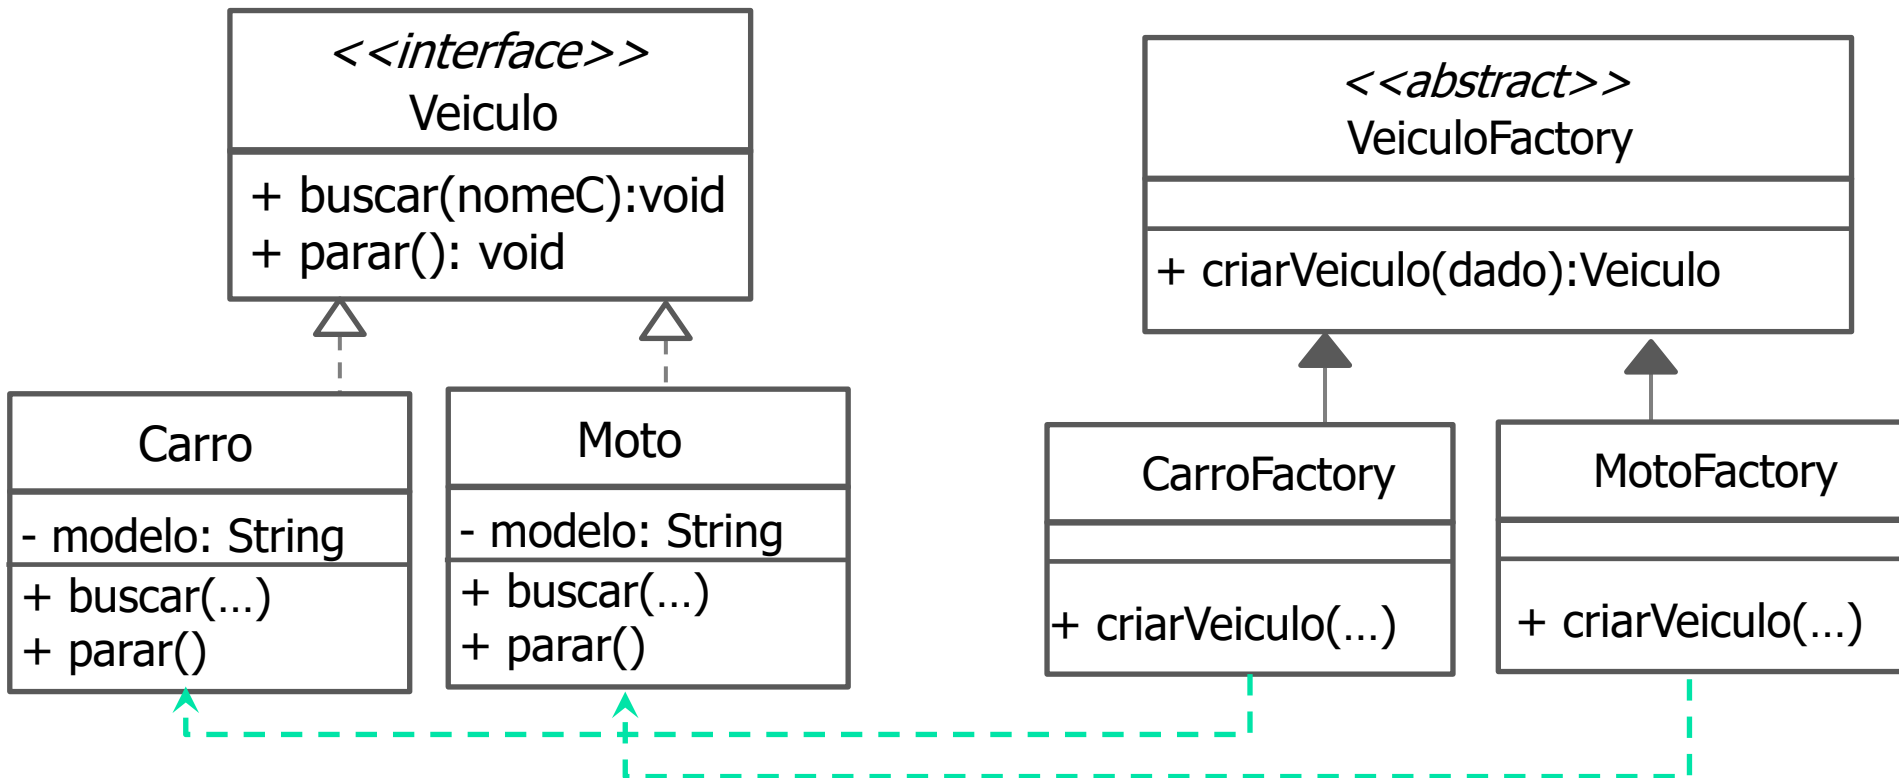 <<interface>>
Veiculo
+ buscar(nomeC):void
+ parar(): void
<<abstract>>
VeiculoFactory
+ criarVeiculo(dado):Veiculo
Carro
- modelo: String
+ buscar(...)
+ parar()
Moto
- modelo: String
+ buscar(...)
+ parar()
CarroFactory
+ criarVeiculo(...)
MotoFactory
+ criarVeiculo(...)